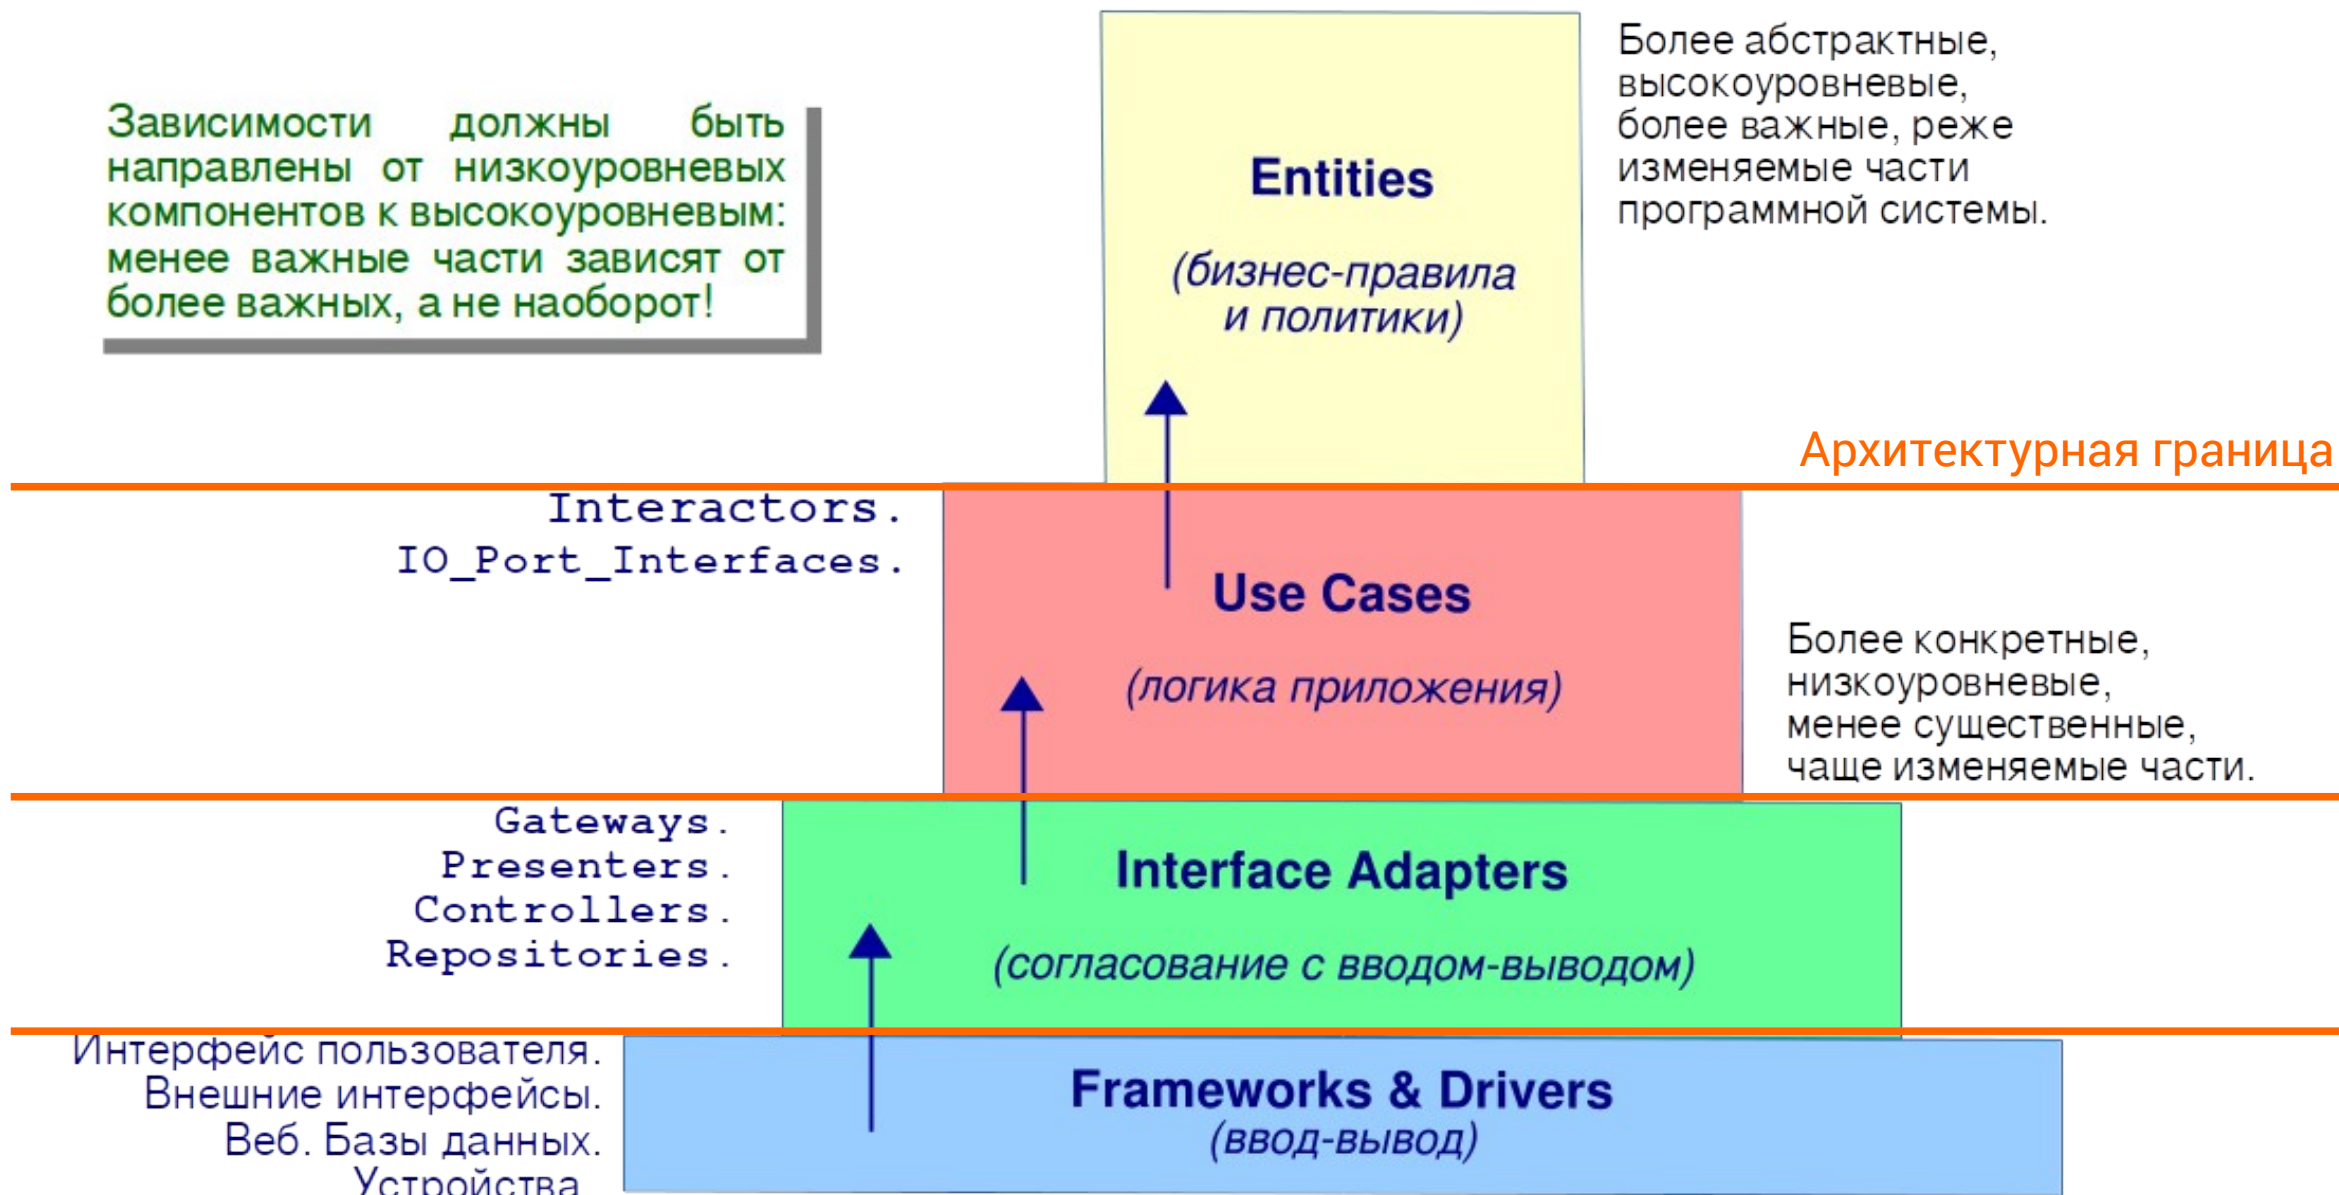 Зависимости должны быть
направлены от низкоуровневых
компонентов к высокоуровневым:
менее важные части зависят от
более важных, а не наоборот!
Entities
(бизнес-правила
и политики)
Более абстрактные,
высокоуровневые,
более важные, реже
изменяемые части
программной системы.
Архитектурная граница
Interactors.
IO_Port_Interfaces.
Use Cases
(логика приложения)
Более конкретные,
низкоуровневые,
менее существенные,
чаще изменяемые части.
Gateways.
Presenters.
Controllers.
Repositories.
Interface Adapters
(согласование с вводом-выводом)
Интерфейс пользователя.
Внешние интерфейсы.
Веб. Базы данных.
Устройства.
Frameworks & Drivers
(ввод-вывод)